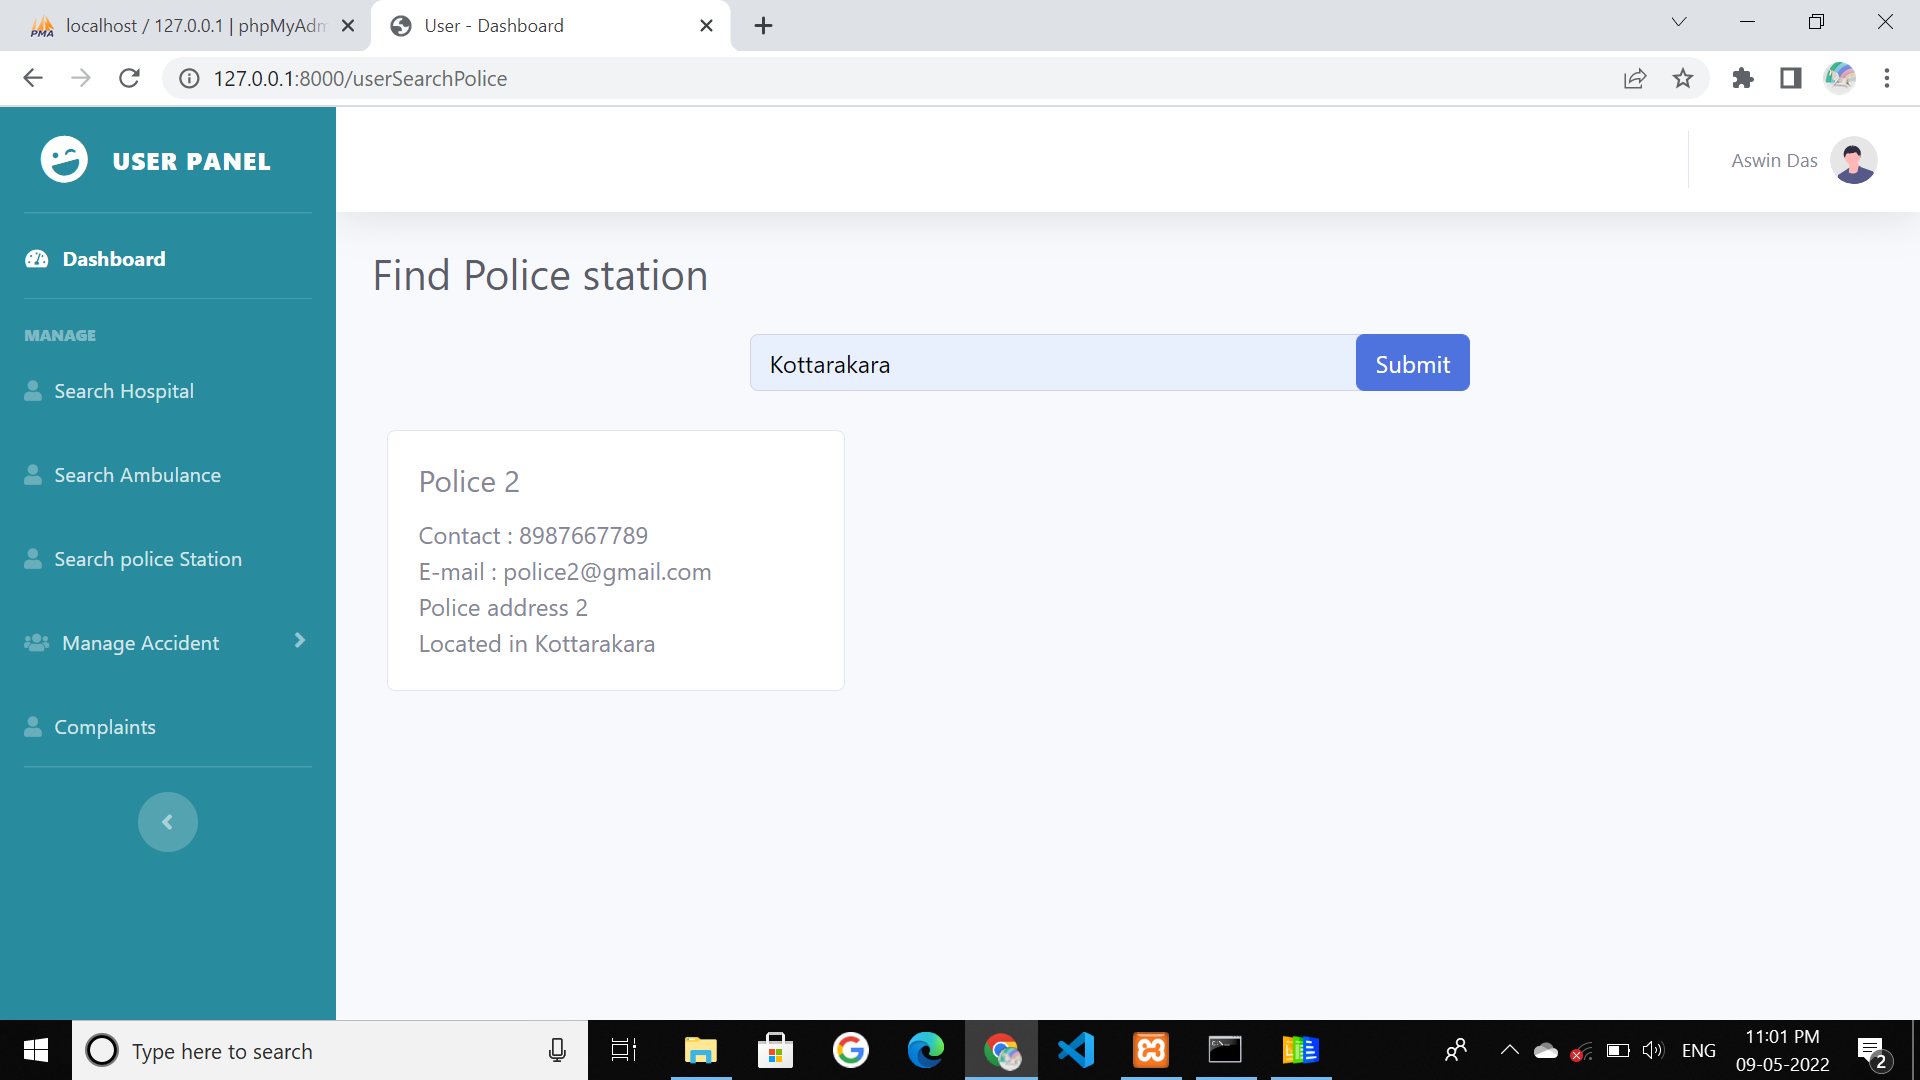 localhost / 127.0.0.1 | phpMyAdm
User - Dashboard
127.0.0.1:8000/userSearchPolice
USER PANEL
Aswin Das
Dashboard
MANAGE
Search Hospital
Search Ambulance
Search police Station
Manage Accident
Complaints
Find Police station
Kottarakara
Submit
Police 2
Contact : 8987667789
E-mail : police2@gmail.com
Police address 2
Located in Kottarakara
Type here to search
ENG
11:01 PM
09-05-2022
2